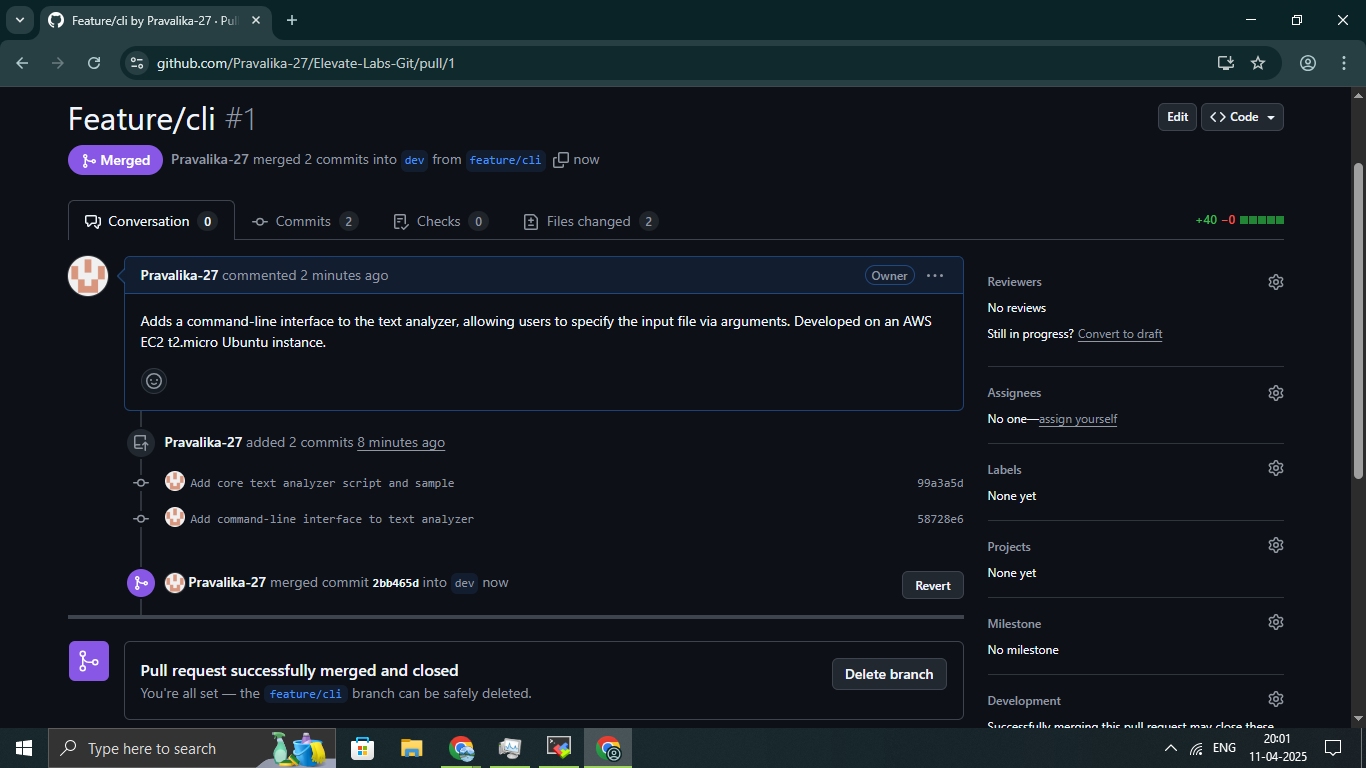 Feature/cli by Pravalika-27 · Pul
github.com/Pravalika-27/Elevate-Labs-Git/pull/1
Feature/cli #1
Edit
Code
Merged
Pravalika-27 merged 2 commits into dev from feature/cli now
Conversation 0
Commits 2
Checks 0
Files changed 2
+40 −0
Pravalika-27 commented 2 minutes ago
Owner
Adds a command-line interface to the text analyzer, allowing users to specify the input file via arguments. Developed on an AWS
EC2 t2.micro Ubuntu instance.
Pravalika-27 added 2 commits 8 minutes ago
Add core text analyzer script and sample 99a3a5d
Add command-line interface to text analyzer 58728e6
Pravalika-27 merged commit 2bb465d into dev now
Revert
Pull request successfully merged and closed
You're all set — the feature/cli branch can be safely deleted.
Delete branch
Reviewers
No reviews
Still in progress? Convert to draft
Assignees
No one—assign yourself
Labels
None yet
Projects
None yet
Milestone
No milestone
Development
Successfully merging this pull request may close these
Type here to search
ENG
20:01
11-04-2025